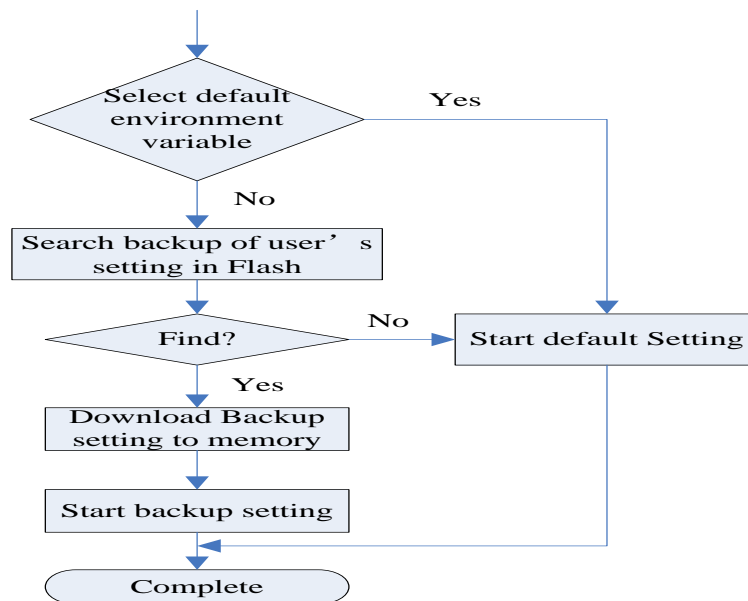 Select default
environment
variable
Yes
No
Search backup of user’s
setting in Flash
Find?
No
Start default Setting
Yes
Download Backup
setting to memory
Start backup setting
Complete